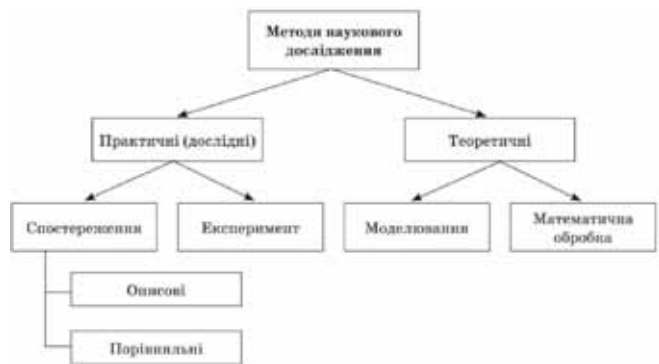 Методи наукового
дослідження
Практичні (дослідні)
Теоретичні
Спостереження
Експеримент
Моделювання
Математична
обробка
Описові
Порівняльні